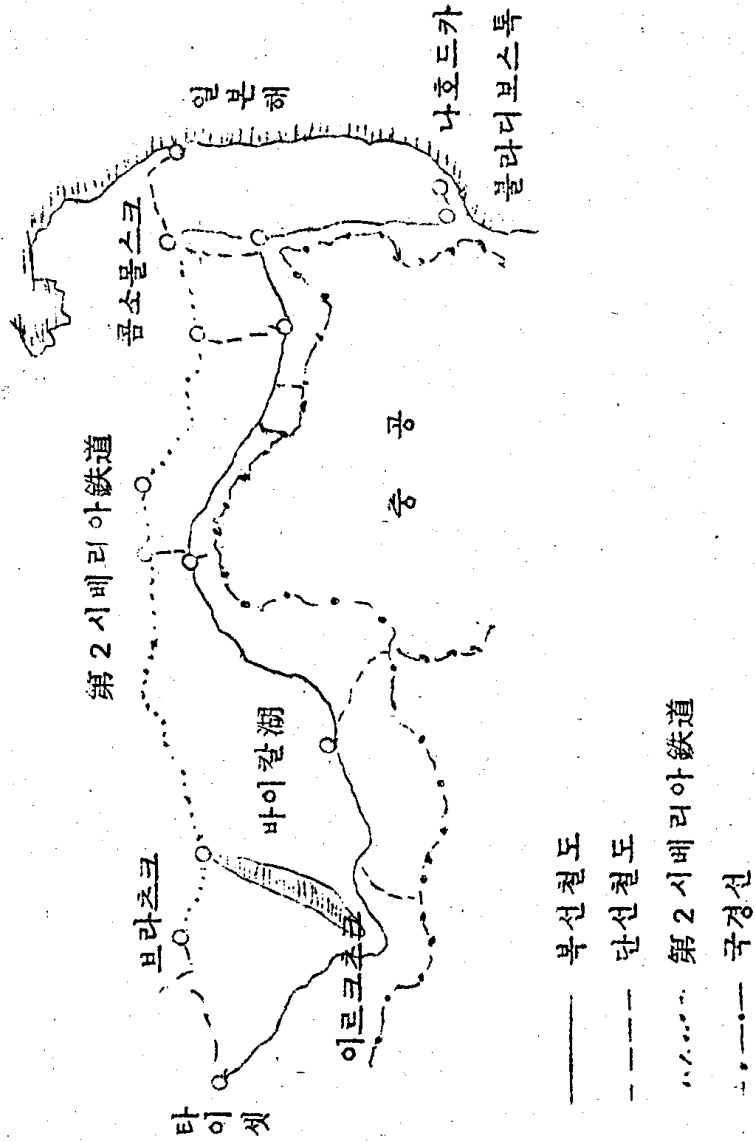 第2시베리아鉄道
콤소몰스크
일본해
브라츠크
바이칼湖
타이셋
이르크츠크
중공
나호드카
블라디보스톡
복선철도
단선철도
第2시베리아鉄道
국경선